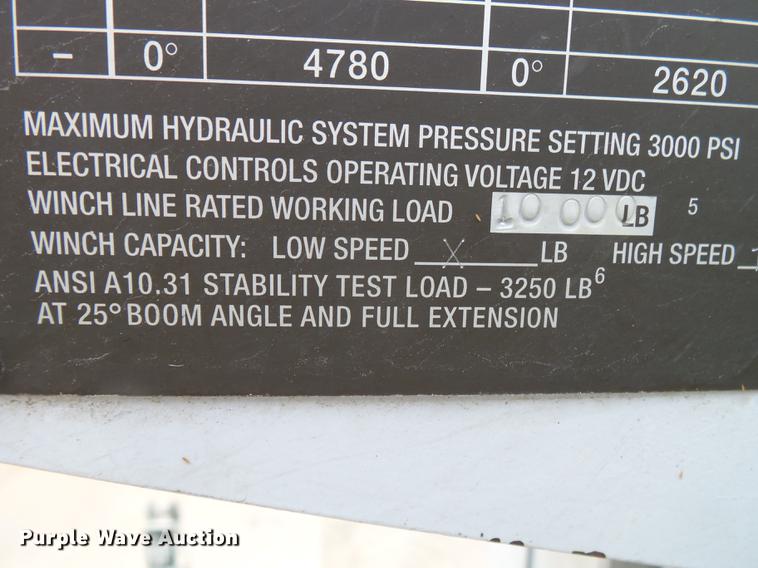 – 0° 4780 0° 2620
MAXIMUM HYDRAULIC SYSTEM PRESSURE SETTING 3000 PSI
ELECTRICAL CONTROLS OPERATING VOLTAGE 12 VDC
WINCH LINE RATED WORKING LOAD 10 000 LB 5
WINCH CAPACITY: LOW SPEED X LB HIGH SPEED
ANSI A10.31 STABILITY TEST LOAD – 3250 LB6
AT 25° BOOM ANGLE AND FULL EXTENSION
Purple Wave Auction